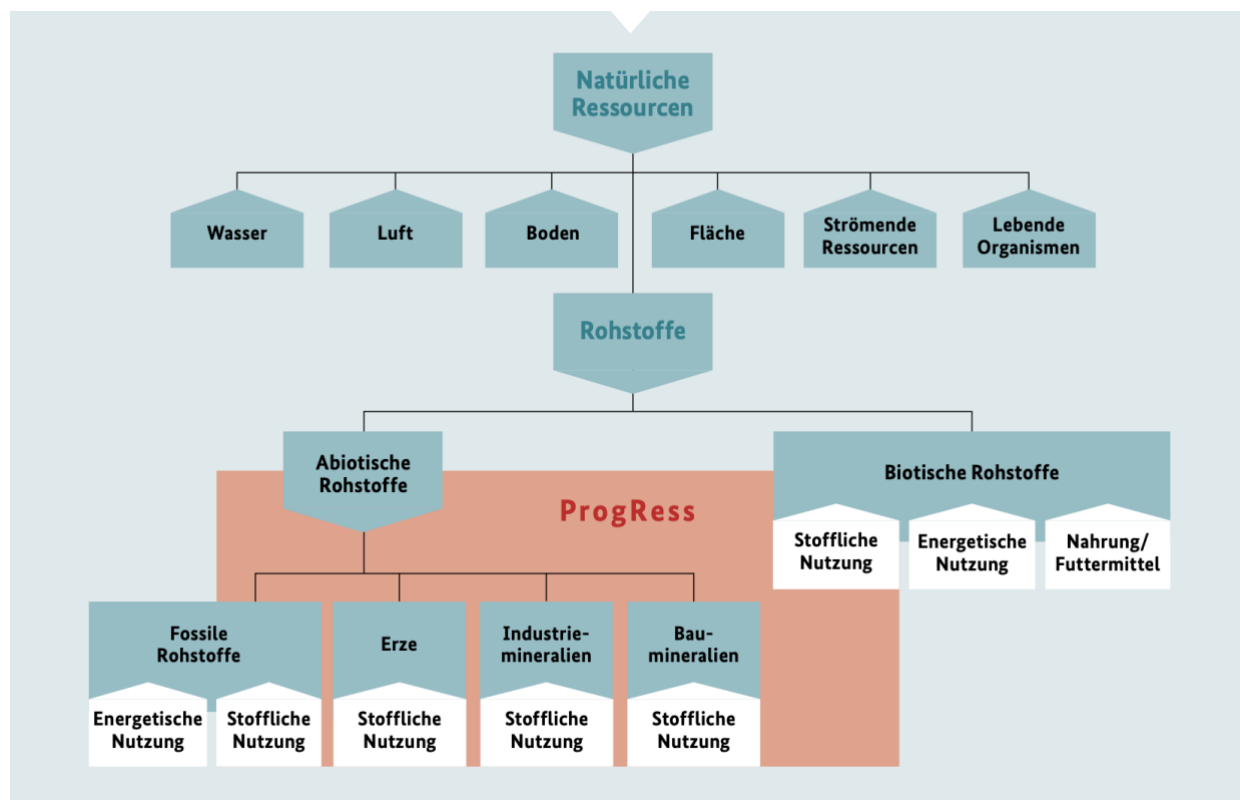 Natürliche
Ressourcen
Wasser
Luft
Boden
Fläche
Strömende
Ressourcen
Lebende
Organismen
Rohstoffe
Abiotische
Rohstoffe
Biotische Rohstoffe
ProgRess
Stoffliche
Nutzung
Energetische
Nutzung
Nahrung/
Futtermittel
Fossile
Rohstoffe
Erze
Industrie-
mineralien
Bau-
mineralien
Energetische
Nutzung
Stoffliche
Nutzung
Stoffliche
Nutzung
Stoffliche
Nutzung
Stoffliche
Nutzung